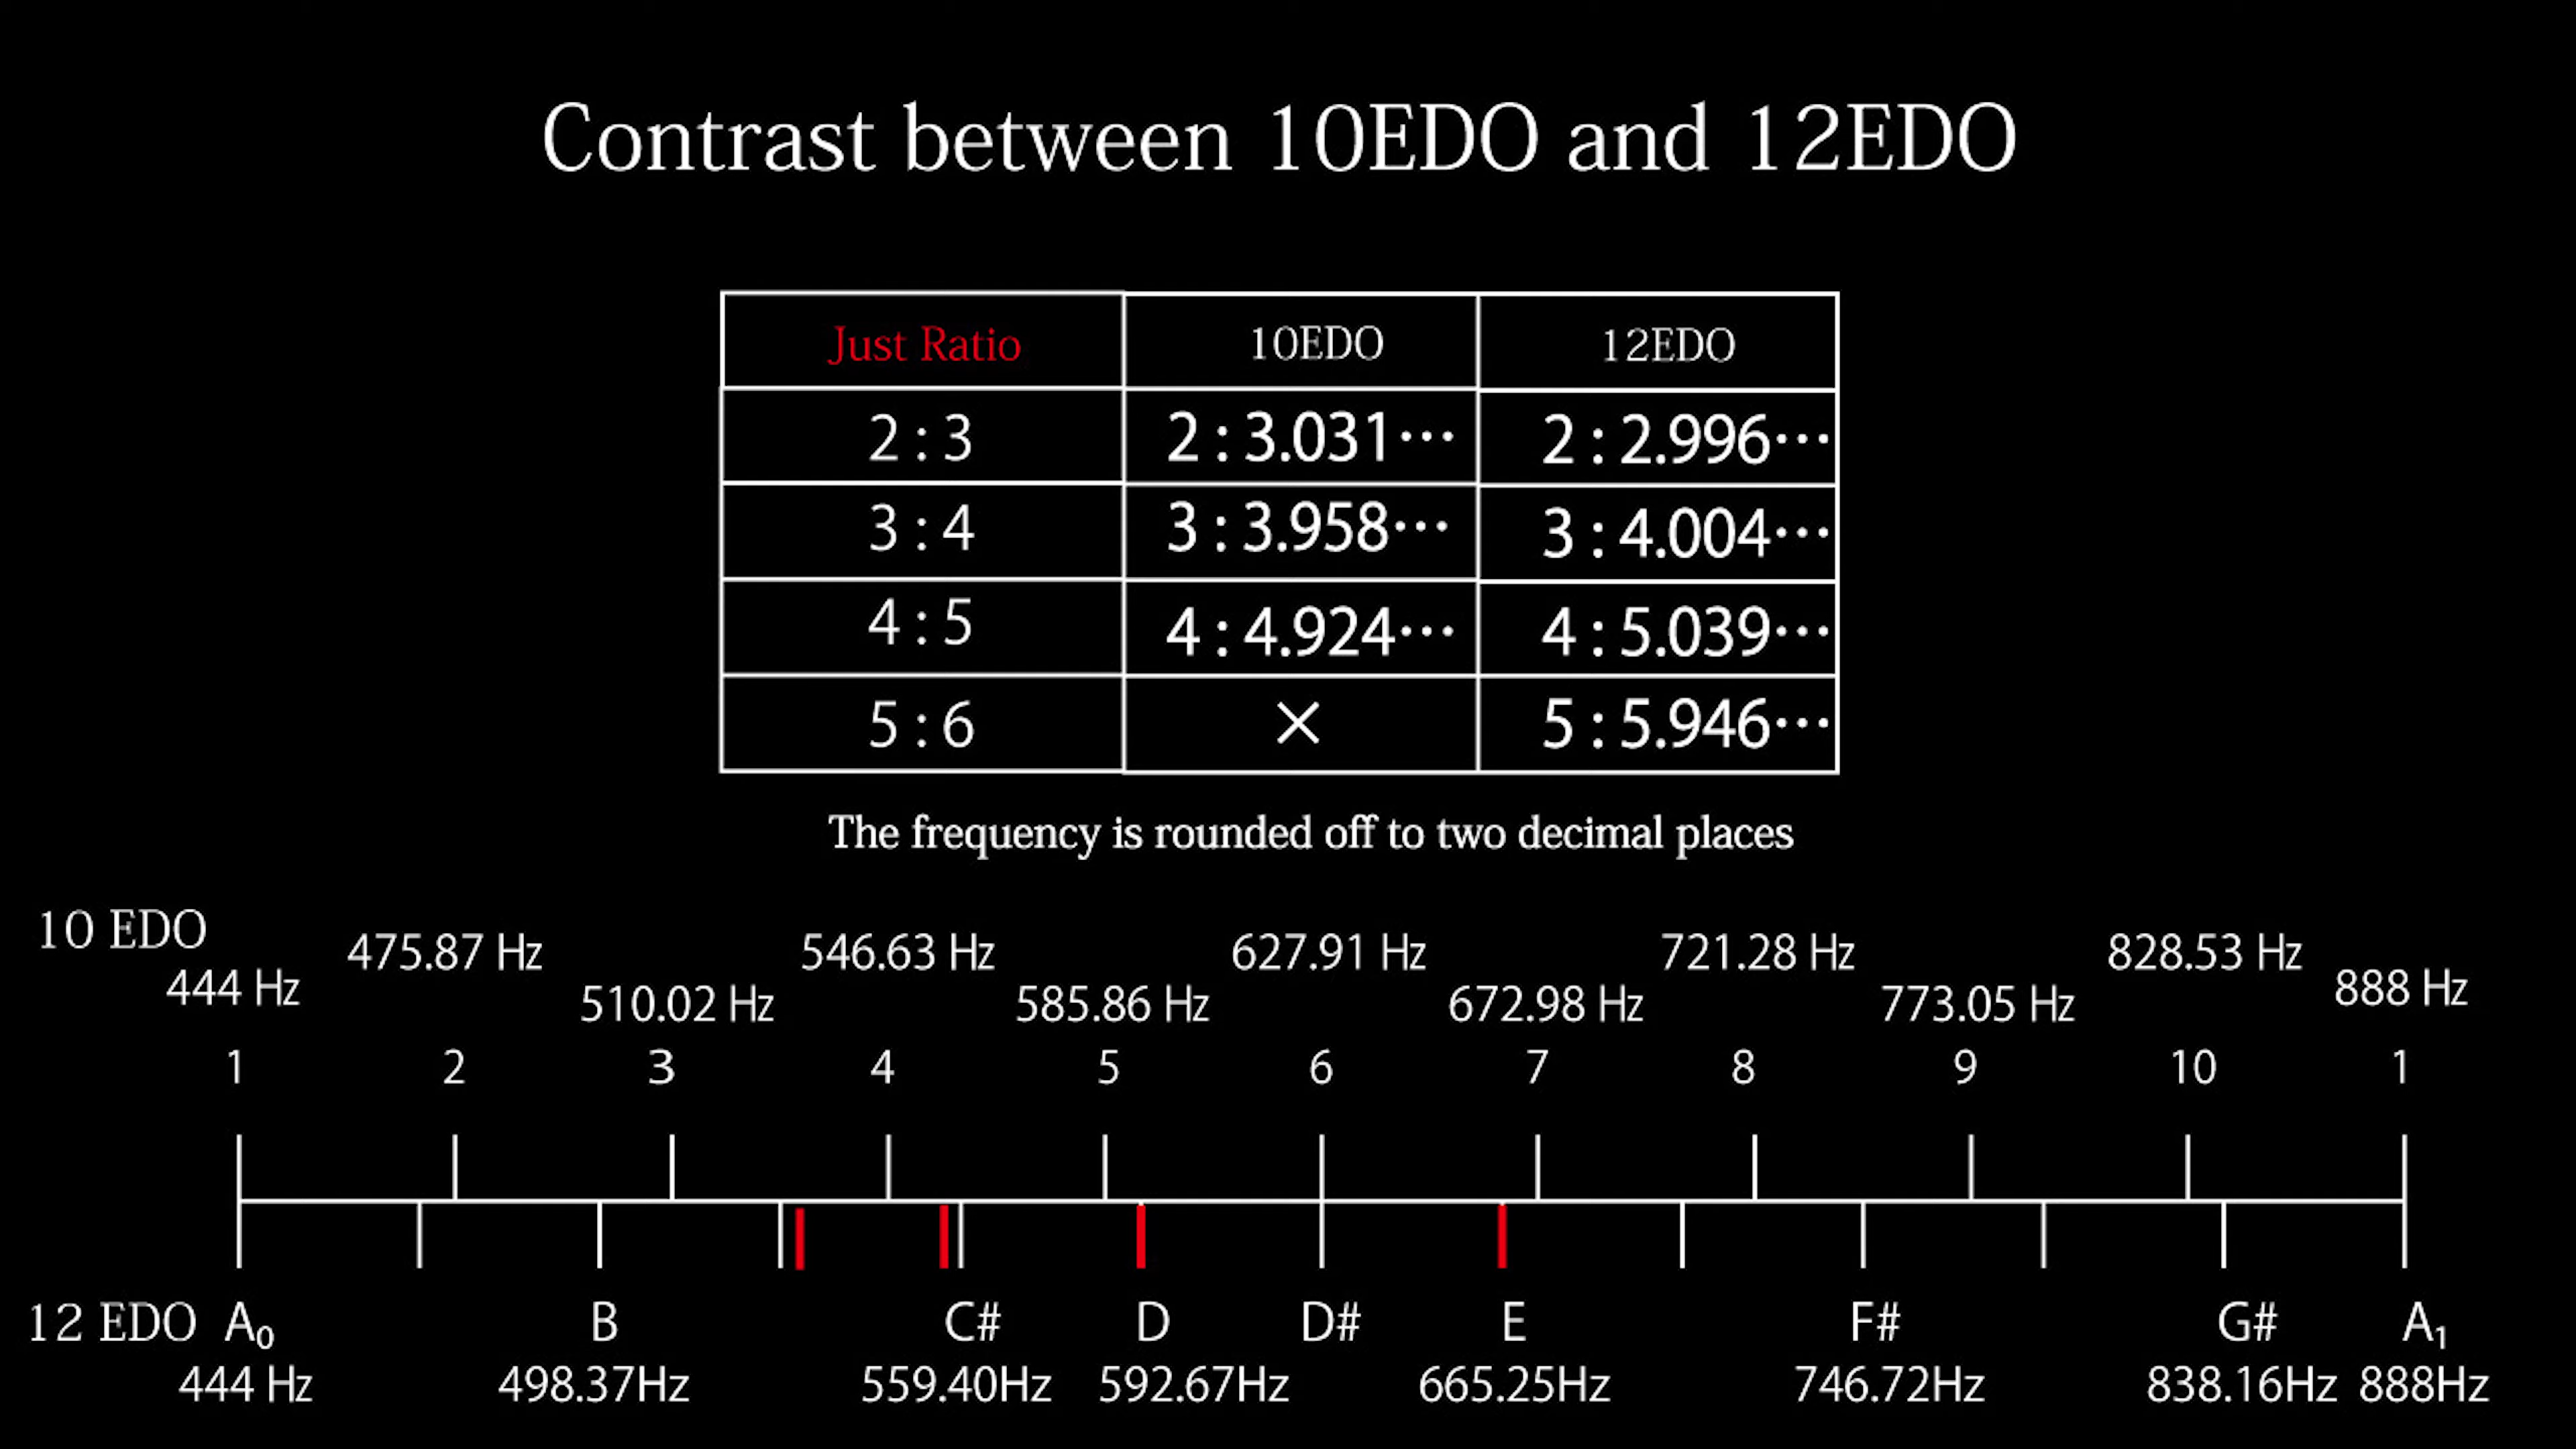 Contrast between 10EDO and 12EDO
Just Ratio 10EDO 12EDO
2 : 3 2 : 3.031··· 2 : 2.996···
3 : 4 3 : 3.958··· 3 : 4.004···
4 : 5 4 : 4.924··· 4 : 5.039···
5 : 6 × 5 : 5.946···
The frequency is rounded off to two decimal places
10 EDO
475.87 Hz 546.63 Hz 627.91 Hz 721.28 Hz 828.53 Hz
444 Hz 510.02 Hz 585.86 Hz 672.98 Hz 773.05 Hz 888 Hz
1 2 3 4 5 6 7 8 9 10 1
12 EDO A₀ B C# D D# E F# G# A₁
444 Hz 498.37Hz 559.40Hz 592.67Hz 665.25Hz 746.72Hz 838.16Hz 888Hz